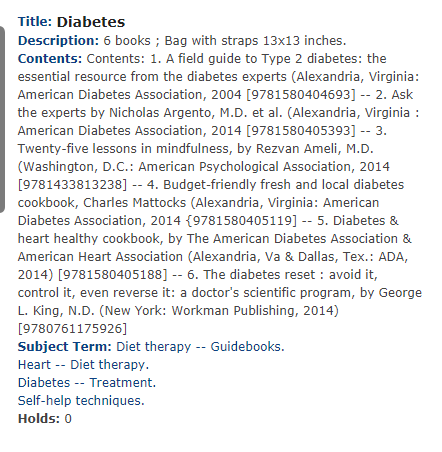 Title: Diabetes
Description: 6 books ; Bag with straps 13x13 inches.
Contents: Contents: 1. A field guide to Type 2 diabetes: the
essential resource from the diabetes experts (Alexandria, Virginia:
American Diabetes Association, 2004 [9781580404693] -- 2. Ask
the experts by Nicholas Argento, M.D. et al. (Alexandria, Virginia :
American Diabetes Association, 2014 [9781580405393] -- 3.
Twenty-five lessons in mindfulness, by Rezvan Ameli, M.D.
(Washington, D.C.: American Psychological Association, 2014
[9781433813238] -- 4. Budget-friendly fresh and local diabetes
cookbook, Charles Mattocks (Alexandria, Virginia: American
Diabetes Association, 2014 {9781580405119] -- 5. Diabetes &
heart healthy cookbook, by The American Diabetes Association &
American Heart Association (Alexandria, Va & Dallas, Tex.: ADA,
2014) [9781580405188] -- 6. The diabetes reset : avoid it,
control it, even reverse it: a doctor's scientific program, by George
L. King, N.D. (New York: Workman Publishing, 2014)
[9780761175926]
Subject Term: Diet therapy -- Guidebooks.
Heart -- Diet therapy.
Diabetes -- Treatment.
Self-help techniques.
Holds: 0